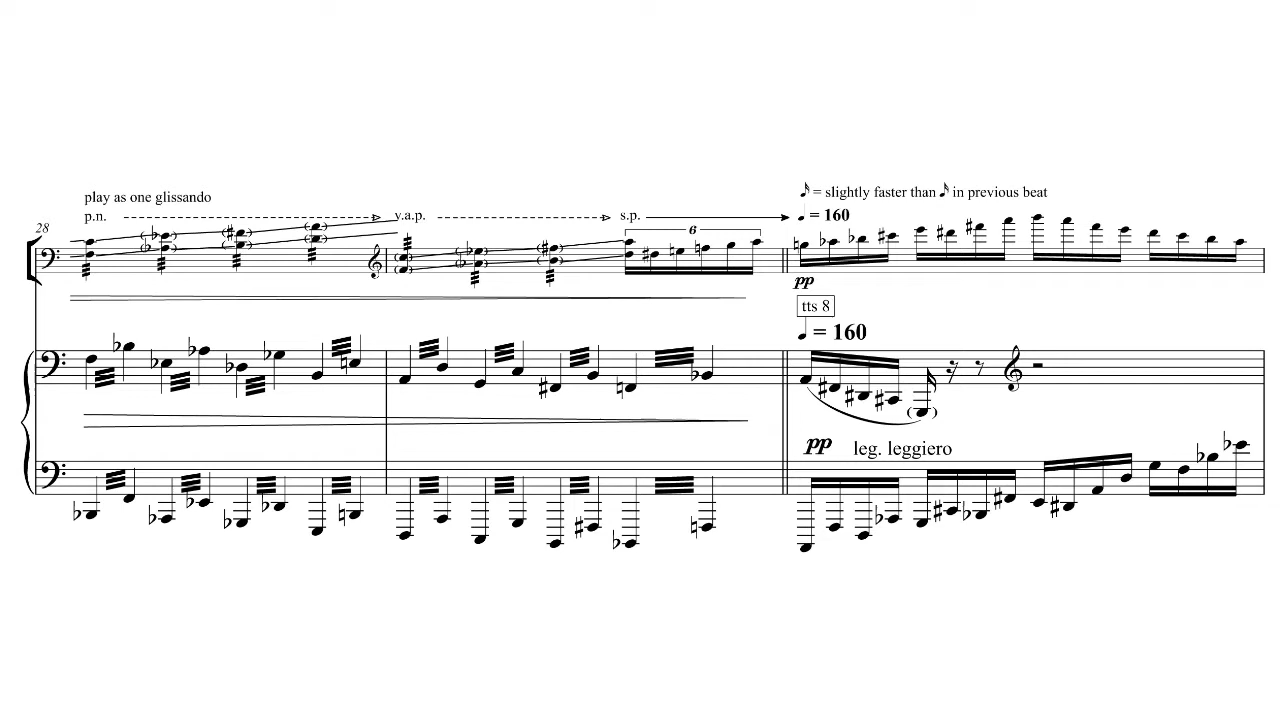 play as one glissando
p.n. v.a.p. s.p.
= slightly faster than in previous beat
= 160
28
6
pp
tts 8
= 160
pp leg. leggiero